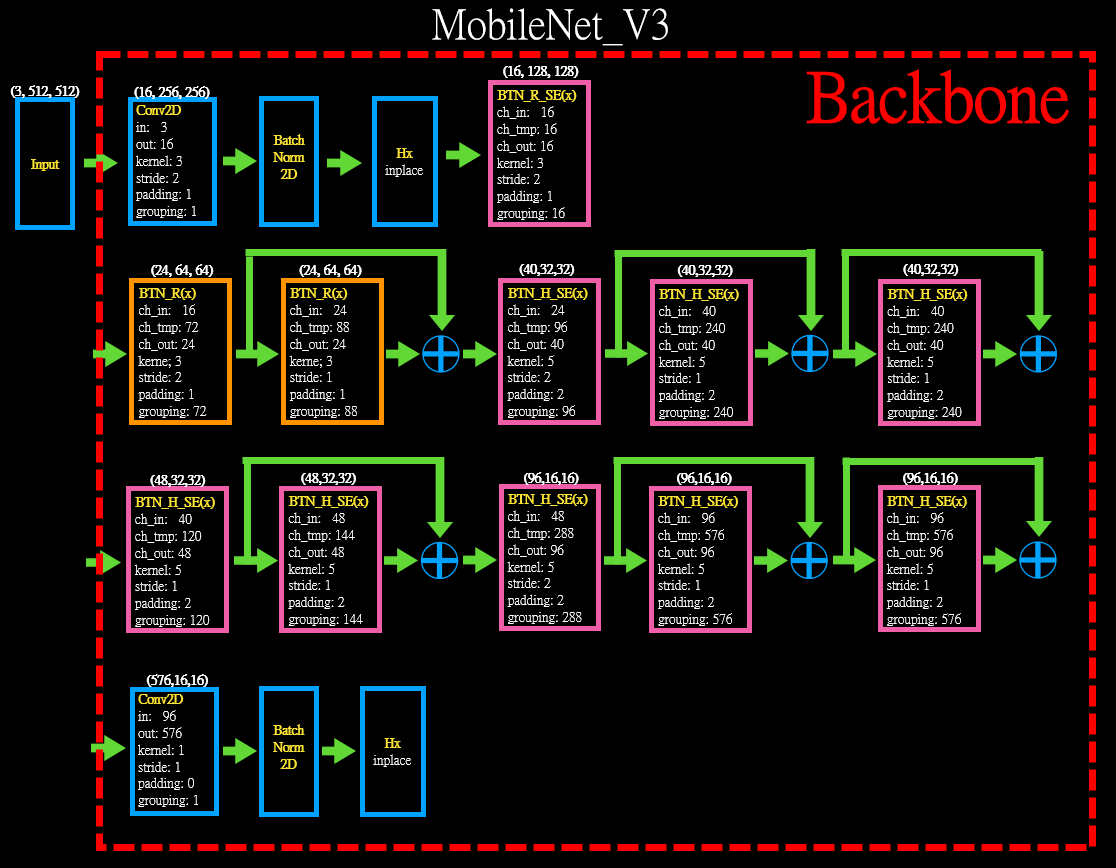 MobileNet_V3
Backbone
(3, 512, 512)
Input
(16, 256, 256)
Conv2D
in: 3
out: 16
kernel: 3
stride: 2
padding: 1
grouping: 1
Batch
Norm
2D
Hx
inplace
(16, 128, 128)
BTN_R_SE(x)
ch_in: 16
ch_tmp: 16
ch_out: 16
kernel: 3
stride: 2
padding: 1
grouping: 16
(24, 64, 64)
BTN_R(x)
ch_in: 16
ch_tmp: 72
ch_out: 24
kerne; 3
stride: 2
padding: 1
grouping: 72
(24, 64, 64)
BTN_R(x)
ch_in: 24
ch_tmp: 88
ch_out: 24
kerne; 3
stride: 1
padding: 1
grouping: 88
(40,32,32)
BTN_H_SE(x)
ch_in: 24
ch_tmp: 96
ch_out: 40
kernel: 5
stride: 2
padding: 2
grouping: 96
(40,32,32)
BTN_H_SE(x)
ch_in: 40
ch_tmp: 240
ch_out: 40
kernel: 5
stride: 1
padding: 2
grouping: 240
(40,32,32)
BTN_H_SE(x)
ch_in: 40
ch_tmp: 240
ch_out: 40
kernel: 5
stride: 1
padding: 2
grouping: 240
(48,32,32)
BTN_H_SE(x)
ch_in: 40
ch_tmp: 120
ch_out: 48
kernel: 5
stride: 1
padding: 2
grouping: 120
(48,32,32)
BTN_H_SE(x)
ch_in: 48
ch_tmp: 144
ch_out: 48
kernel: 5
stride: 1
padding: 2
grouping: 144
(96,16,16)
BTN_H_SE(x)
ch_in: 48
ch_tmp: 288
ch_out: 96
kernel: 5
stride: 2
padding: 2
grouping: 288
(96,16,16)
BTN_H_SE(x)
ch_in: 96
ch_tmp: 576
ch_out: 96
kernel: 5
stride: 1
padding: 2
grouping: 576
(96,16,16)
BTN_H_SE(x)
ch_in: 96
ch_tmp: 576
ch_out: 96
kernel: 5
stride: 1
padding: 2
grouping: 576
(576,16,16)
Conv2D
in: 96
out: 576
kernel: 1
stride: 1
padding: 0
grouping: 1
Batch
Norm
2D
Hx
inplace